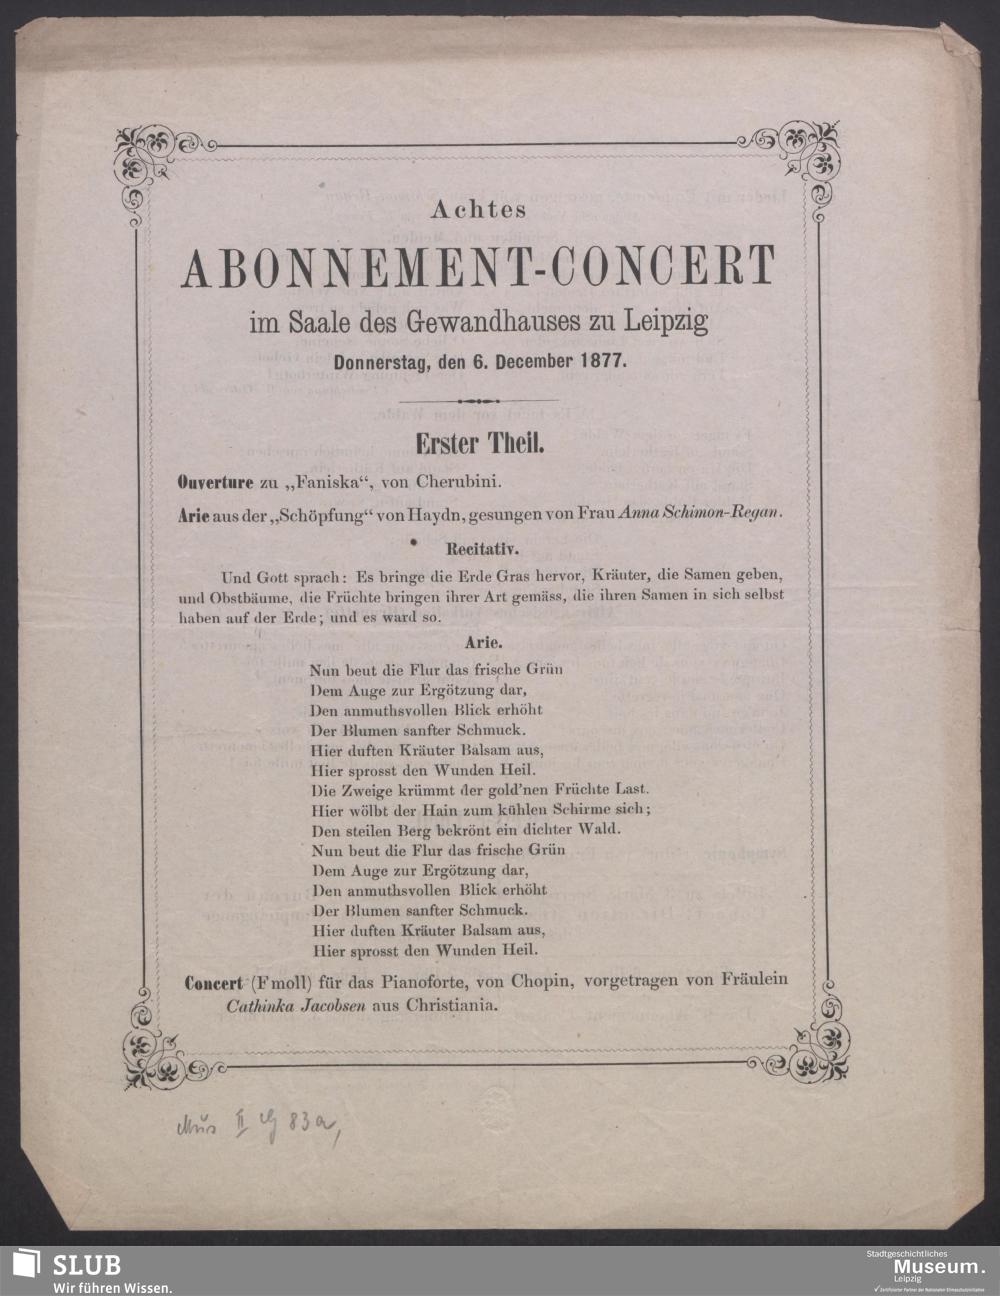 Achtes
ABONNEMENT-CONCERT
im Saale des Gewandhauses zu Leipzig
Donnerstag, den 6. December 1877.
Erster Theil.
Ouverture zu „Faniska“, von Cherubini.
Arie aus der „Schöpfung“ von Haydn, gesungen von Frau Anna Schimon-Regan.
Recitativ.
Und Gott sprach: Es bringe die Erde Gras hervor, Kräuter, die Samen geben,
und Obstbäume, die Früchte bringen ihrer Art gemäss, die ihren Samen in sich selbst
haben auf der Erde; und es ward so.
Arie.
Nun beut die Flur das frische Grün
Dem Auge zur Ergötzung dar,
Den anmuthsvollen Blick erhöht
Der Blumen sanfter Schmuck.
Hier duften Kräuter Balsam aus,
Hier sprosst den Wunden Heil.
Die Zweige krümmt der gold'nen Früchte Last.
Hier wölbt der Hain zum kühlen Schirme sich;
Den steilen Berg bekrönt ein dichter Wald.
Nun beut die Flur das frische Grün
Dem Auge zur Ergötzung dar,
Den anmuthsvollen Blick erhöht
Der Blumen sanfter Schmuck.
Hier duften Kräuter Balsam aus,
Hier sprosst den Wunden Heil.
Concert (F moll) für das Pianoforte, von Chopin, vorgetragen von Fräulein
Cathinka Jacobsen aus Christiania.
Mus II 83a,
SLUB
Wir führen Wissen.
Stadtgeschichtliches
Museum.
Leipzig
Zertifizierter Partner der Nationalen Klimaschutzinitiative